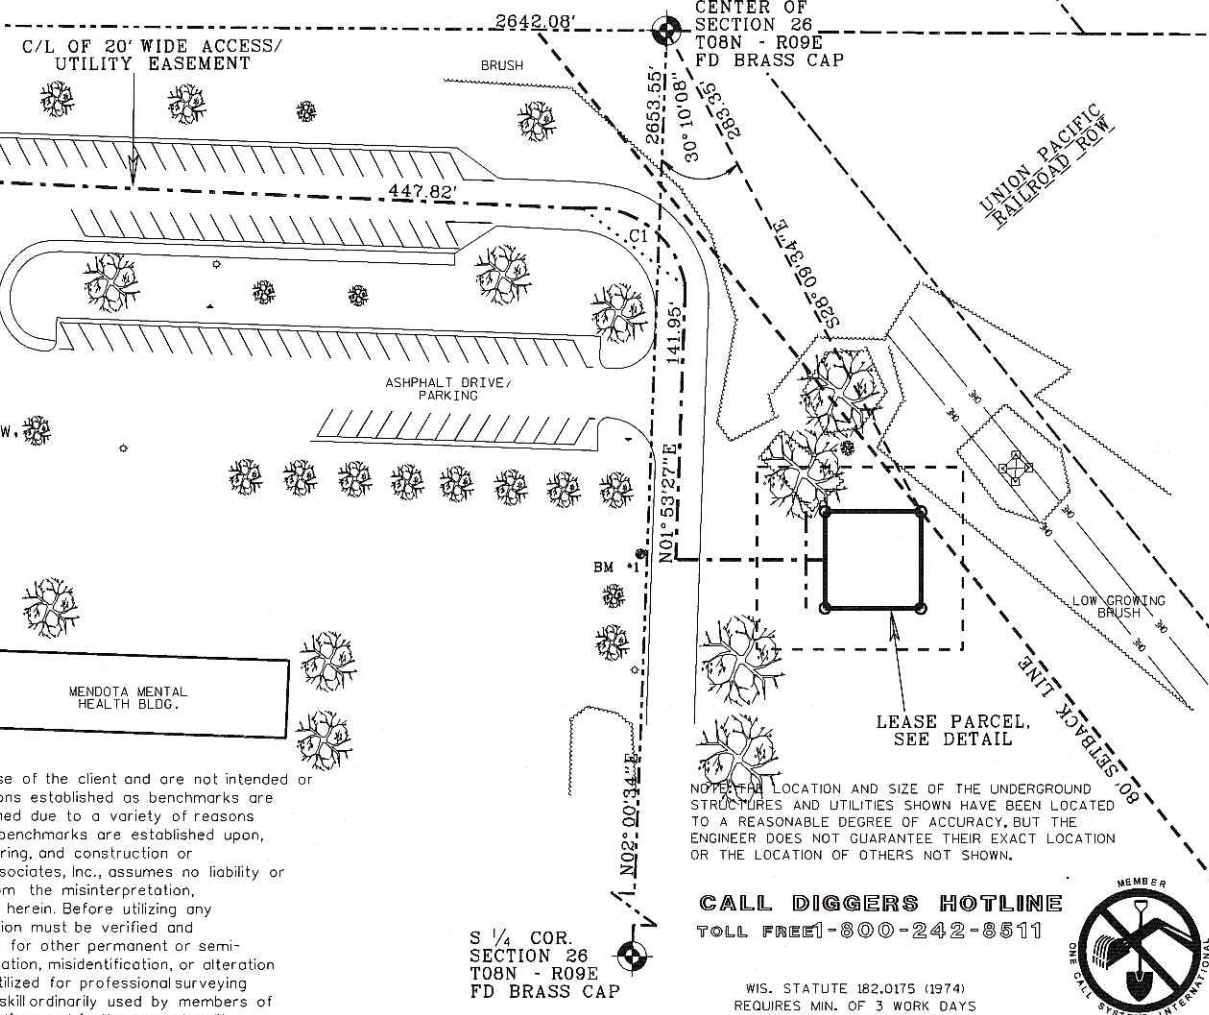 2642.08'
CENTER OF
SECTION 26
T08N - R09E
FD BRASS CAP
C/L OF 20' WIDE ACCESS/
UTILITY EASEMENT
BRUSH
2653.55'
30° 10'08"
283.35'
UNION PACIFIC
RAILROAD ROW
447.82'
C1
S28° 09'34"E
141.95'
ASHPHALT DRIVE/
PARKING
W.
N01° 53'27"E
BM #1
LOW GROWING
BRUSH
MENDOTA MENTAL
HEALTH BLDG.
LEASE PARCEL,
SEE DETAIL
80' SETBACK LINE
N02° 00'34"E
se of the client and are not intended or
ons established as benchmarks are
ned due to a variety of reasons
benchmarks are established upon,
ring, and construction or
sociates, Inc., assumes no liability or
om the misinterpretation,
herein. Before utilizing any
tion must be verified and
for other permanent or semi-
ation, misidentification, or alteration
tilized for professional surveying
skill ordinarily used by members of
NOTE: THE LOCATION AND SIZE OF THE UNDERGROUND
STRUCTURES AND UTILITIES SHOWN HAVE BEEN LOCATED
TO A REASONABLE DEGREE OF ACCURACY, BUT THE
ENGINEER DOES NOT GUARANTEE THEIR EXACT LOCATION
OR THE LOCATION OF OTHERS NOT SHOWN.
CALL DIGGERS HOTLINE
TOLL FREE 1-800-242-8511
S 1/4 COR.
SECTION 26
T08N - R09E
FD BRASS CAP
WIS. STATUTE 182.0175 (1974)
REQUIRES MIN. OF 3 WORK DAYS
MEMBER
ONE CALL SYSTEMS INTERNATIONAL